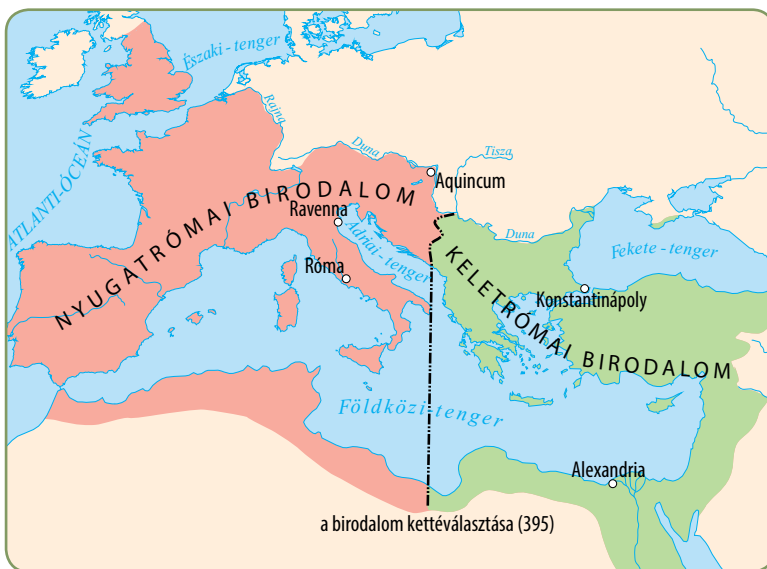 Északi-tenger
ATLANTI-ÓCEÁN
Rajna
Duna
Tisza
Aquincum
NYUGATRÓMAI BIRODALOM
Ravenna
Adriai-tenger
Duna
Fekete-tenger
Róma
KELETRÓMAI BIRODALOM
Konstantinápoly
Földközi-tenger
Alexandria
a birodalom kettéválasztása (395)